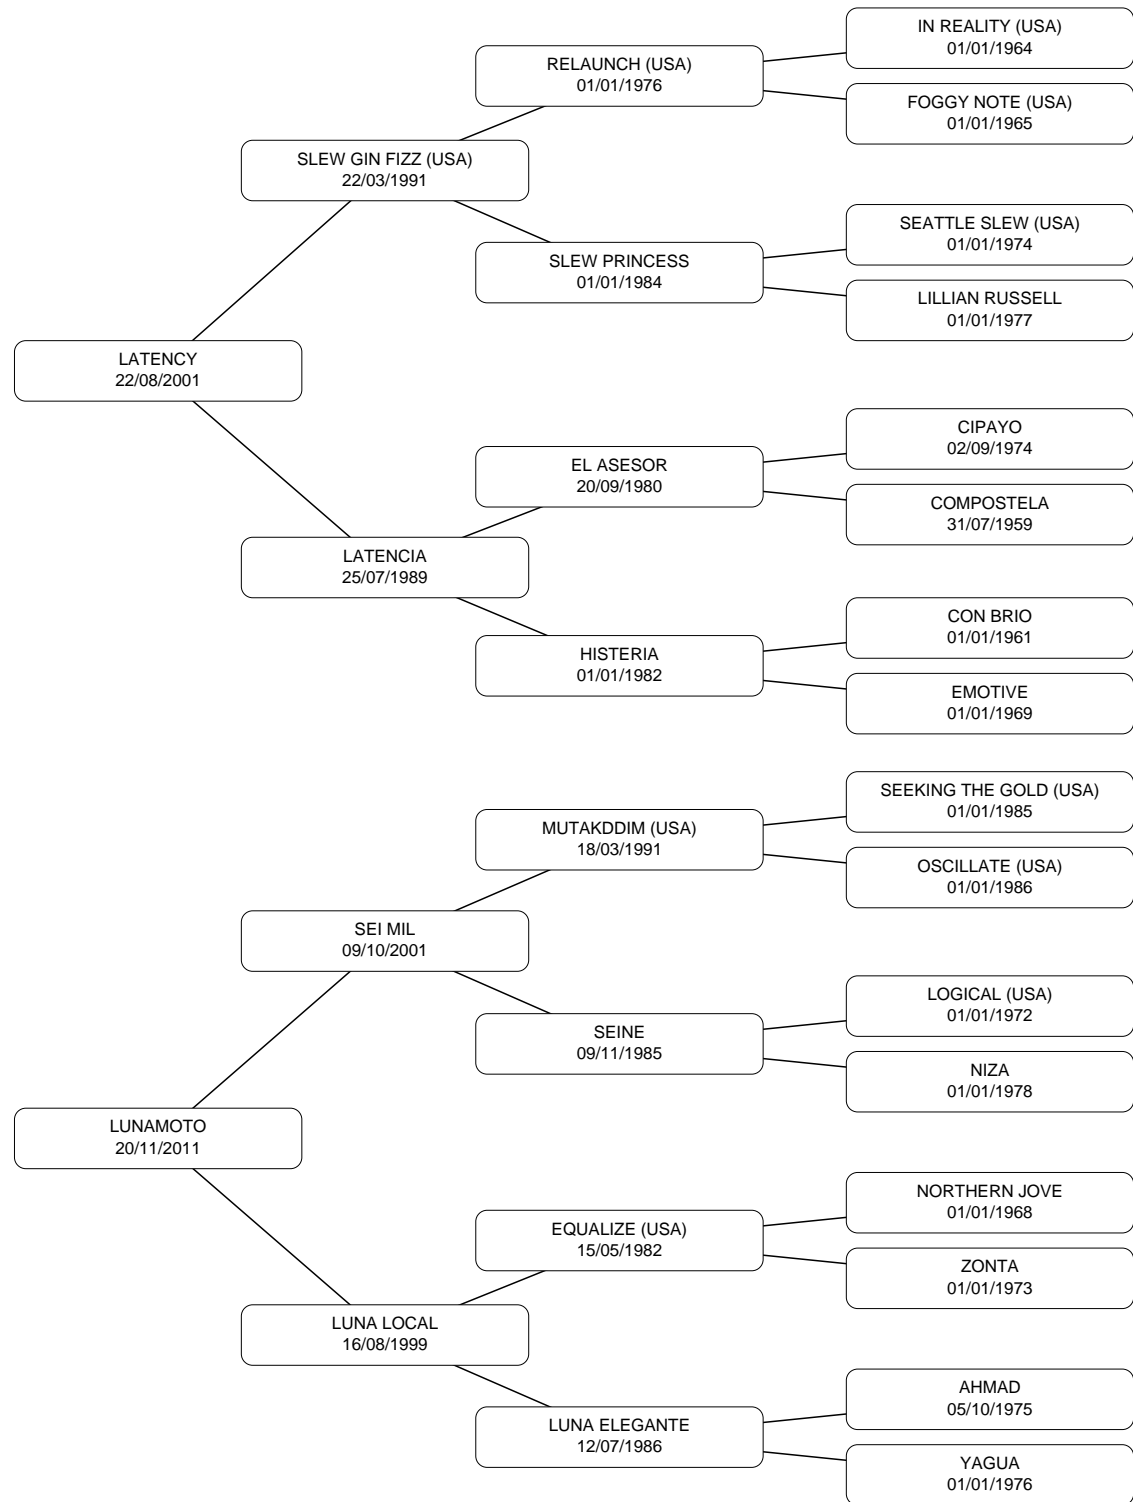 IN REALITY (USA)
01/01/1964
RELAUNCH (USA)
01/01/1976
FOGGY NOTE (USA)
01/01/1965
SLEW GIN FIZZ (USA)
22/03/1991
SEATTLE SLEW (USA)
01/01/1974
SLEW PRINCESS
01/01/1984
LILLIAN RUSSELL
01/01/1977
LATENCY
22/08/2001
CIPAYO
02/09/1974
EL ASESOR
20/09/1980
COMPOSTELA
31/07/1959
LATENCIA
25/07/1989
CON BRIO
01/01/1961
HISTERIA
01/01/1982
EMOTIVE
01/01/1969
SEEKING THE GOLD (USA)
01/01/1985
MUTAKDDIM (USA)
18/03/1991
OSCILLATE (USA)
01/01/1986
SEI MIL
09/10/2001
LOGICAL (USA)
01/01/1972
SEINE
09/11/1985
NIZA
01/01/1978
LUNAMOTO
20/11/2011
NORTHERN JOVE
01/01/1968
EQUALIZE (USA)
15/05/1982
ZONTA
01/01/1973
LUNA LOCAL
16/08/1999
AHMAD
05/10/1975
LUNA ELEGANTE
12/07/1986
YAGUA
01/01/1976